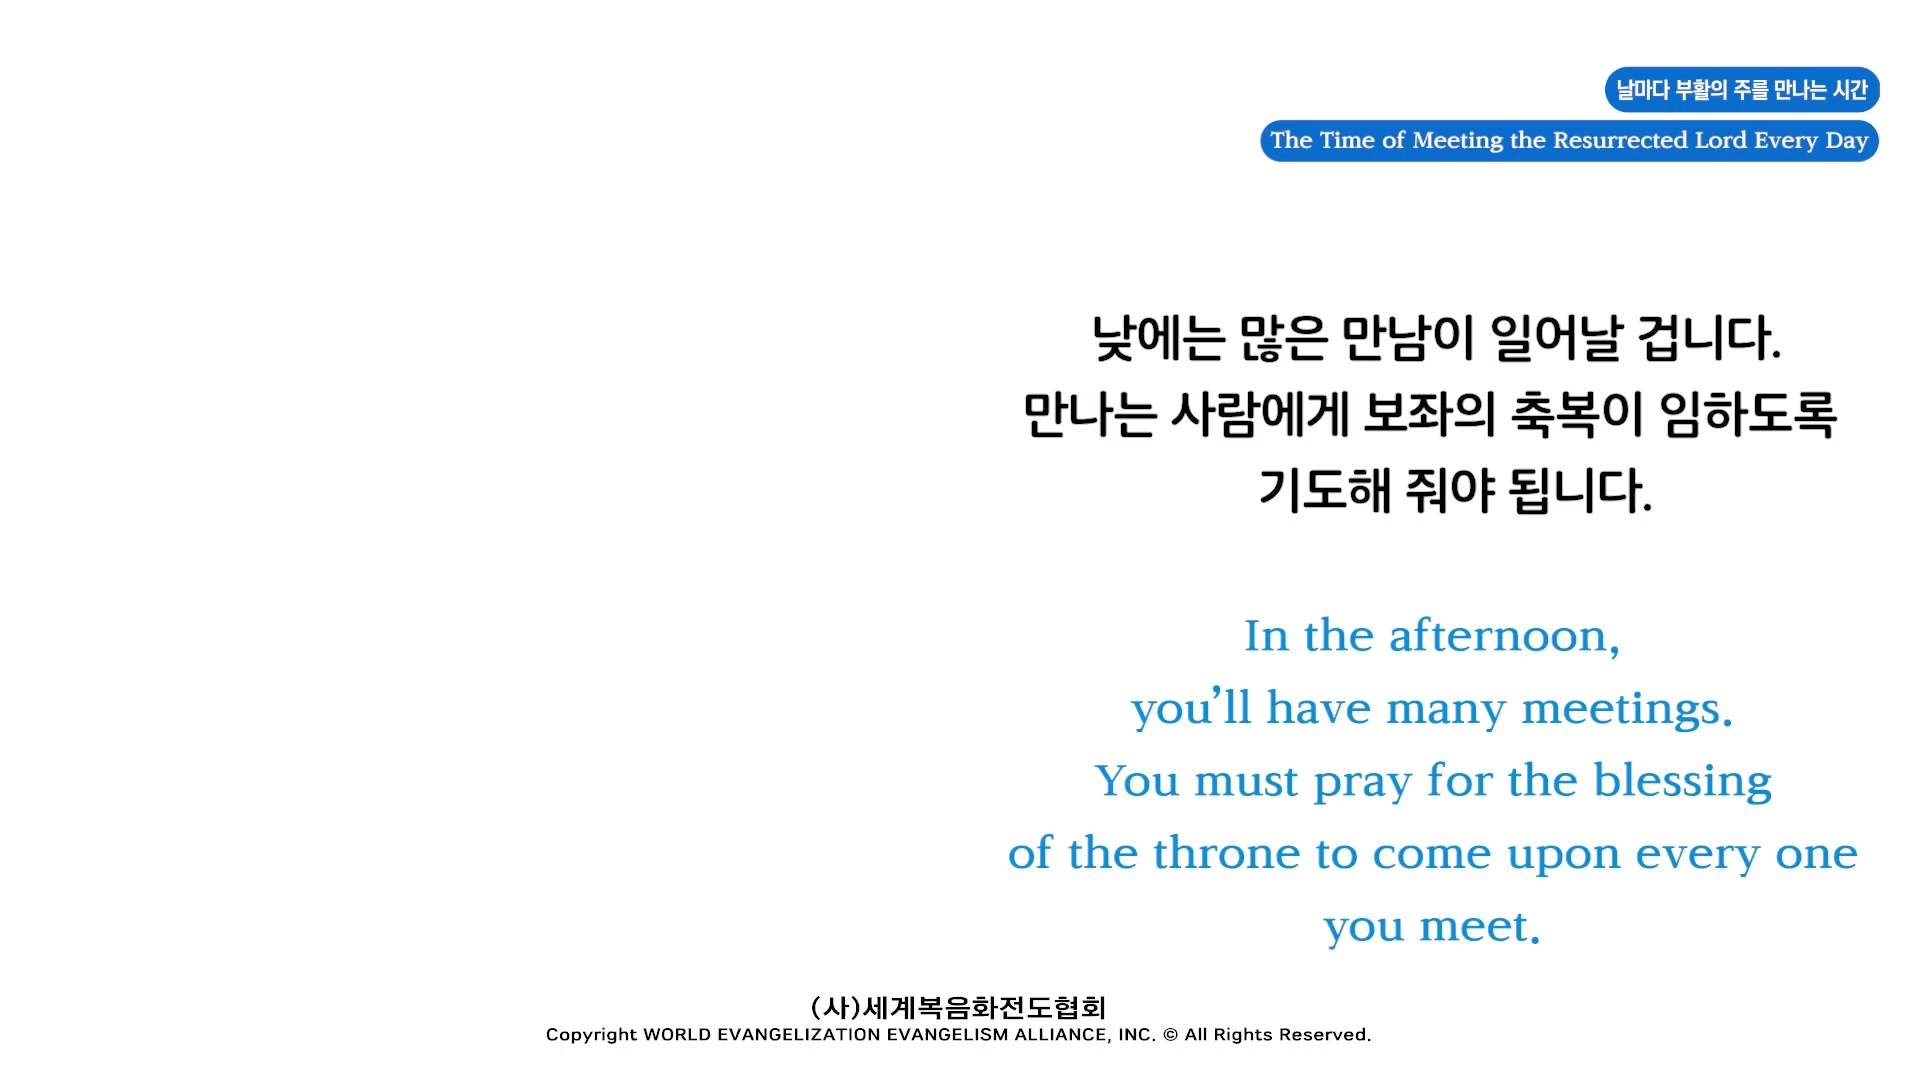 날마다 부활의 주를 만나는 시간
The Time of Meeting the Resurrected Lord Every Day
낮에는 많은 만남이 일어날 겁니다.
만나는 사람에게 보좌의 축복이 임하도록
기도해 줘야 됩니다.
In the afternoon,
you’ll have many meetings.
You must pray for the blessing
of the throne to come upon every one
you meet.
(사)세계복음화전도협회
Copyright WORLD EVANGELIZATION EVANGELISM ALLIANCE, INC. © All Rights Reserved.